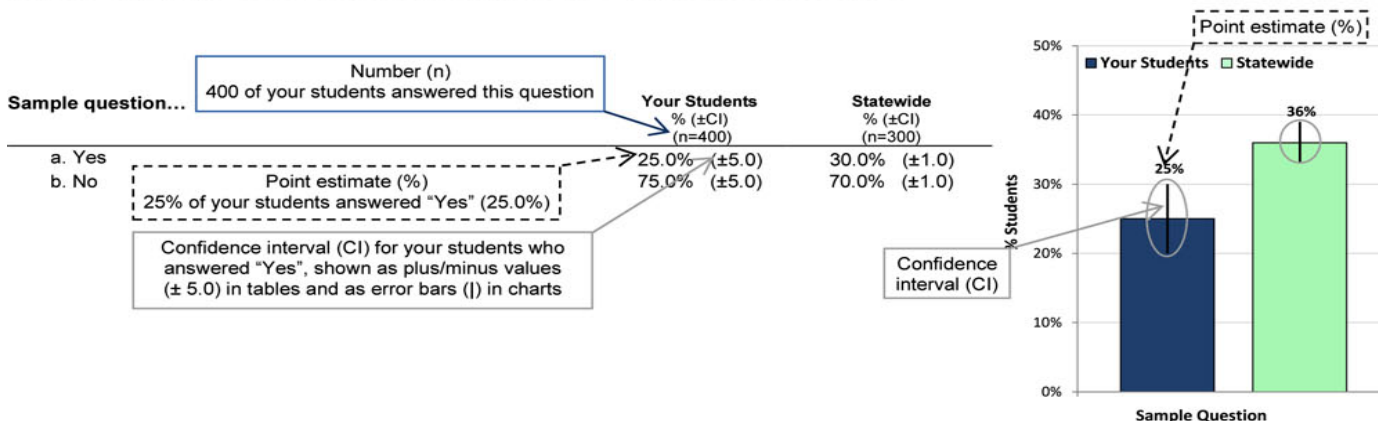 Number (n)
400 of your students answered this question
Sample question…
Your Students
% (±CI)
(n=400)
Statewide
% (±CI)
(n=300)
a. Yes
25.0% (±5.0)
30.0% (±1.0)
b. No
75.0% (±5.0)
70.0% (±1.0)
Point estimate (%)
25% of your students answered “Yes” (25.0%)
Confidence interval (CI) for your students who
answered “Yes”, shown as plus/minus values
(± 5.0) in tables and as error bars (|) in charts
Point estimate (%)
Your Students
Statewide
50%
40%
30%
20%
10%
0%
% Students
25%
36%
Confidence
interval (CI)
Sample Question